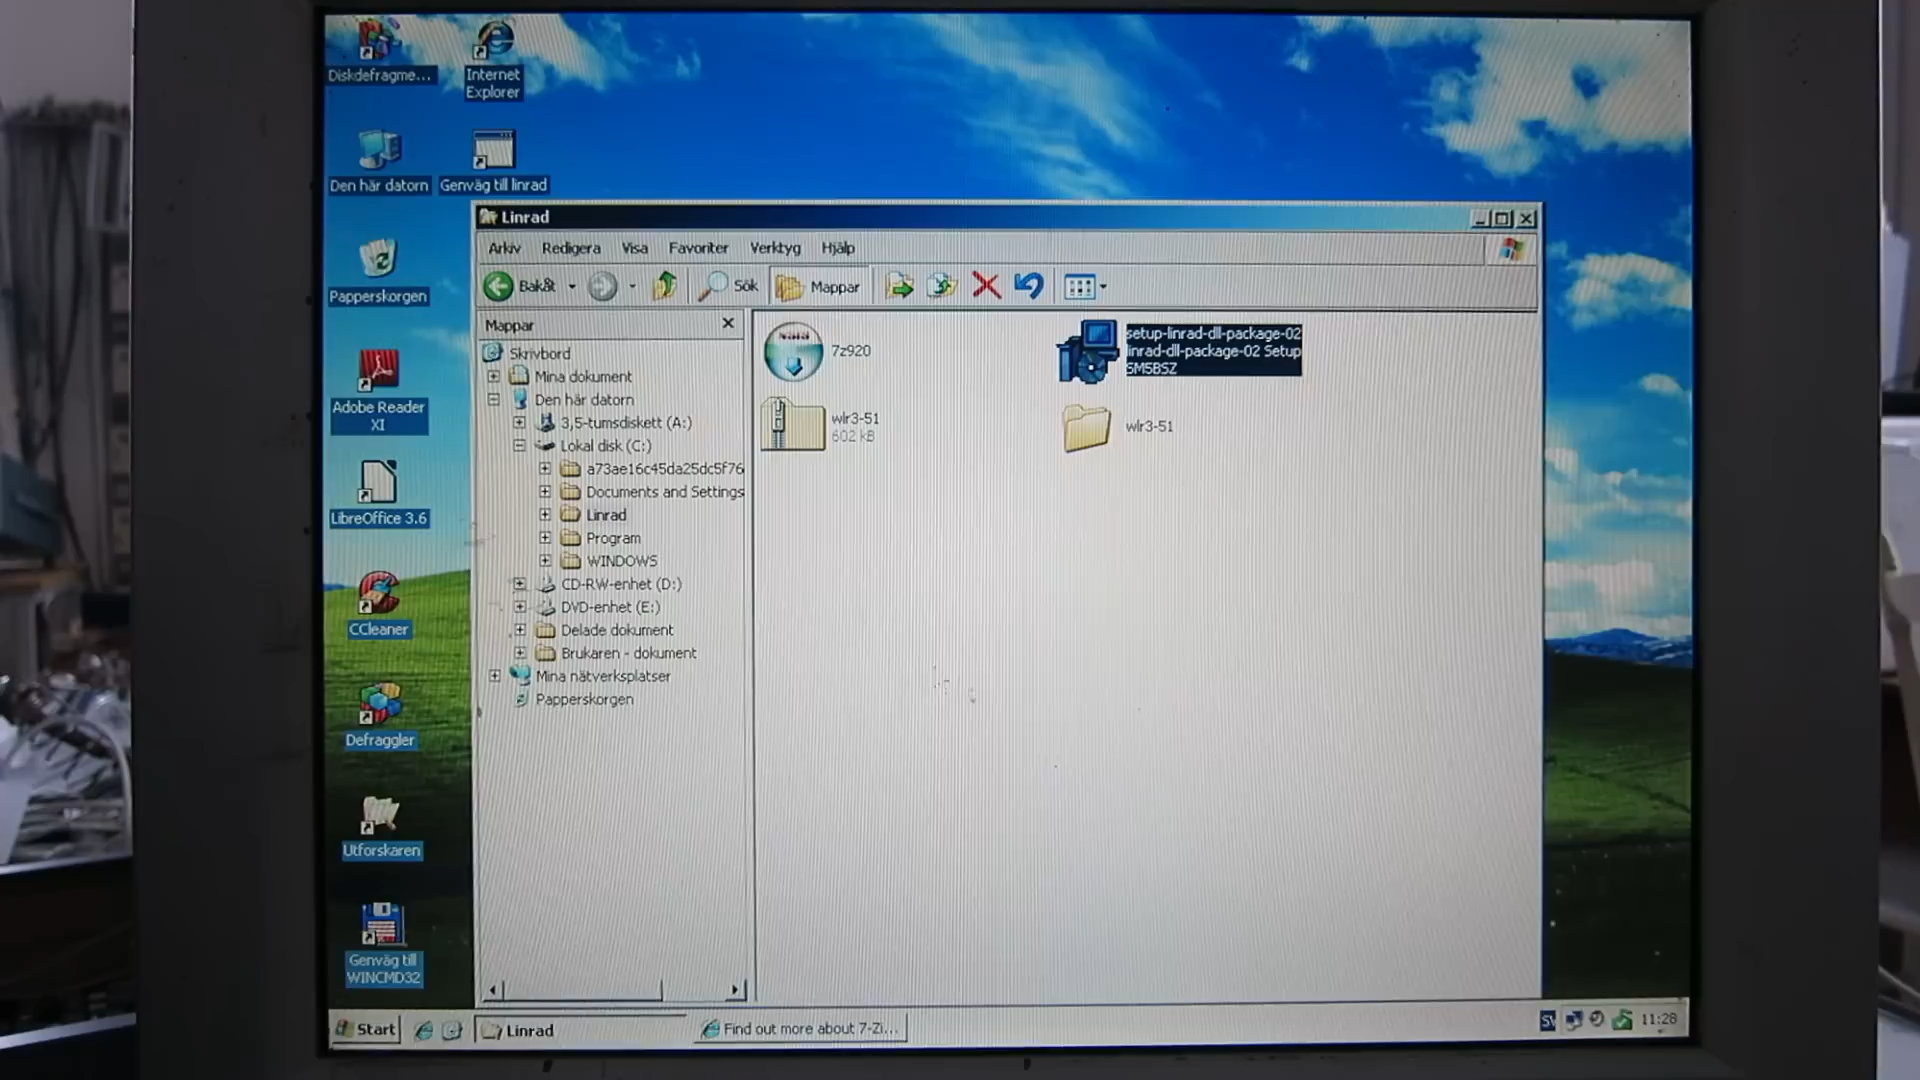 Diskdefragme...
Internet
Explorer
Den här datorn
Genväg till linrad
Papperskorgen
Adobe Reader
XI
LibreOffice 3.6
CCleaner
Defraggler
Utforskaren
Genväg till
WINCMD32
Linrad
Arkiv Redigera Visa Favoriter Verktyg Hjälp
Bakåt Sök Mappar
Mappar
Skrivbord
Mina dokument
Den här datorn
3,5-tumsdiskett (A:)
Lokal disk (C:)
a73ae16c45da25dc5f76
Documents and Settings
Linrad
Program
WINDOWS
CD-RW-enhet (D:)
DVD-enhet (E:)
Delade dokument
Brukaren - dokument
Mina nätverksplatser
Papperskorgen
7z920
setup-linrad-dll-package-02
linrad-dll-package-02 Setup
SM5BSZ
wlr3-51
602 kB
wlr3-51
Start
Linrad
Find out more about 7-Zi...
SV
11:28